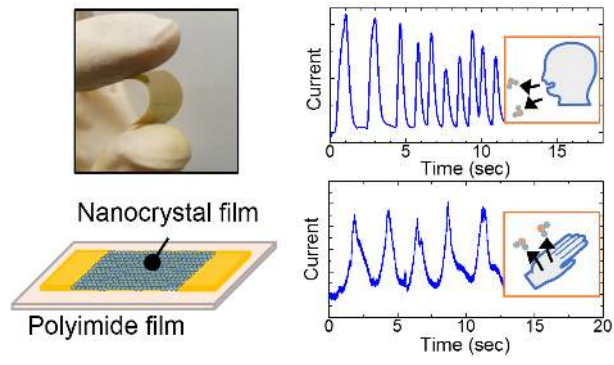 Nanocrystal film
Polyimide film
Current
0 5 10 15
Time (sec)
Current
0 5 10 15 20
Time (sec)